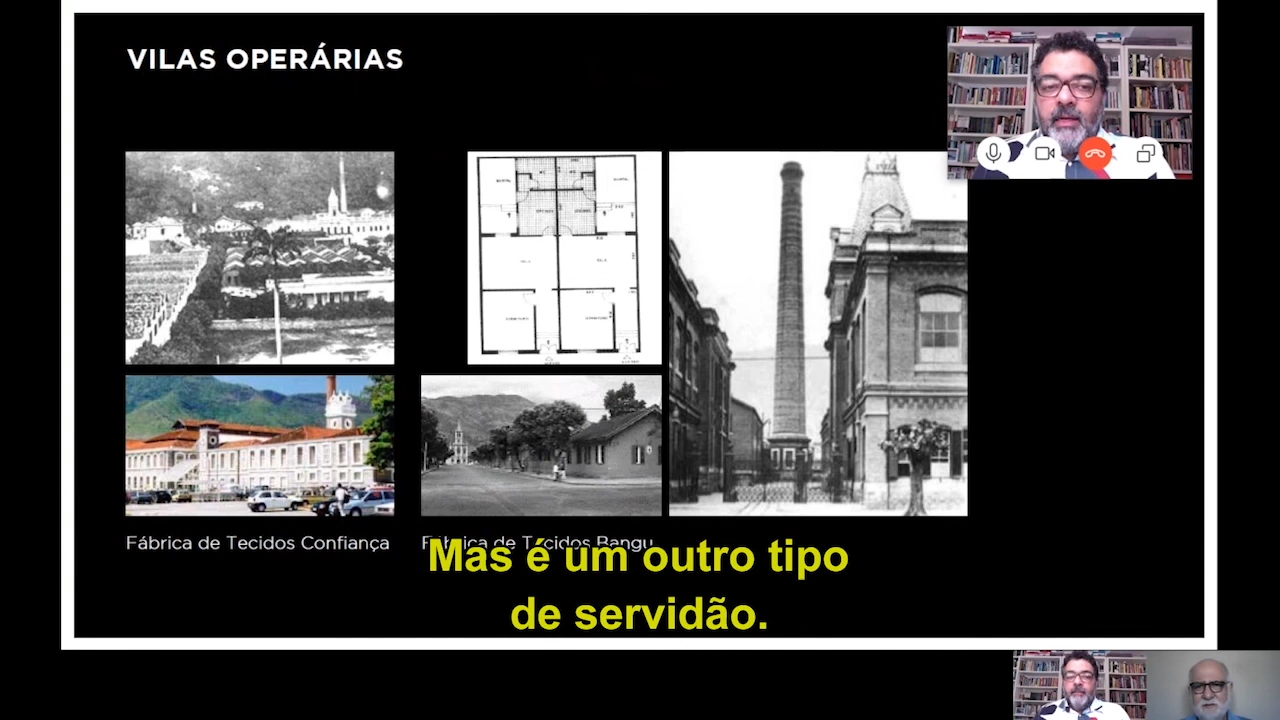 VILAS OPERÁRIAS
Fábrica de Tecidos Confiança
Fábrica de Tecidos Bangu
Mas é um outro tipo
de servidão.